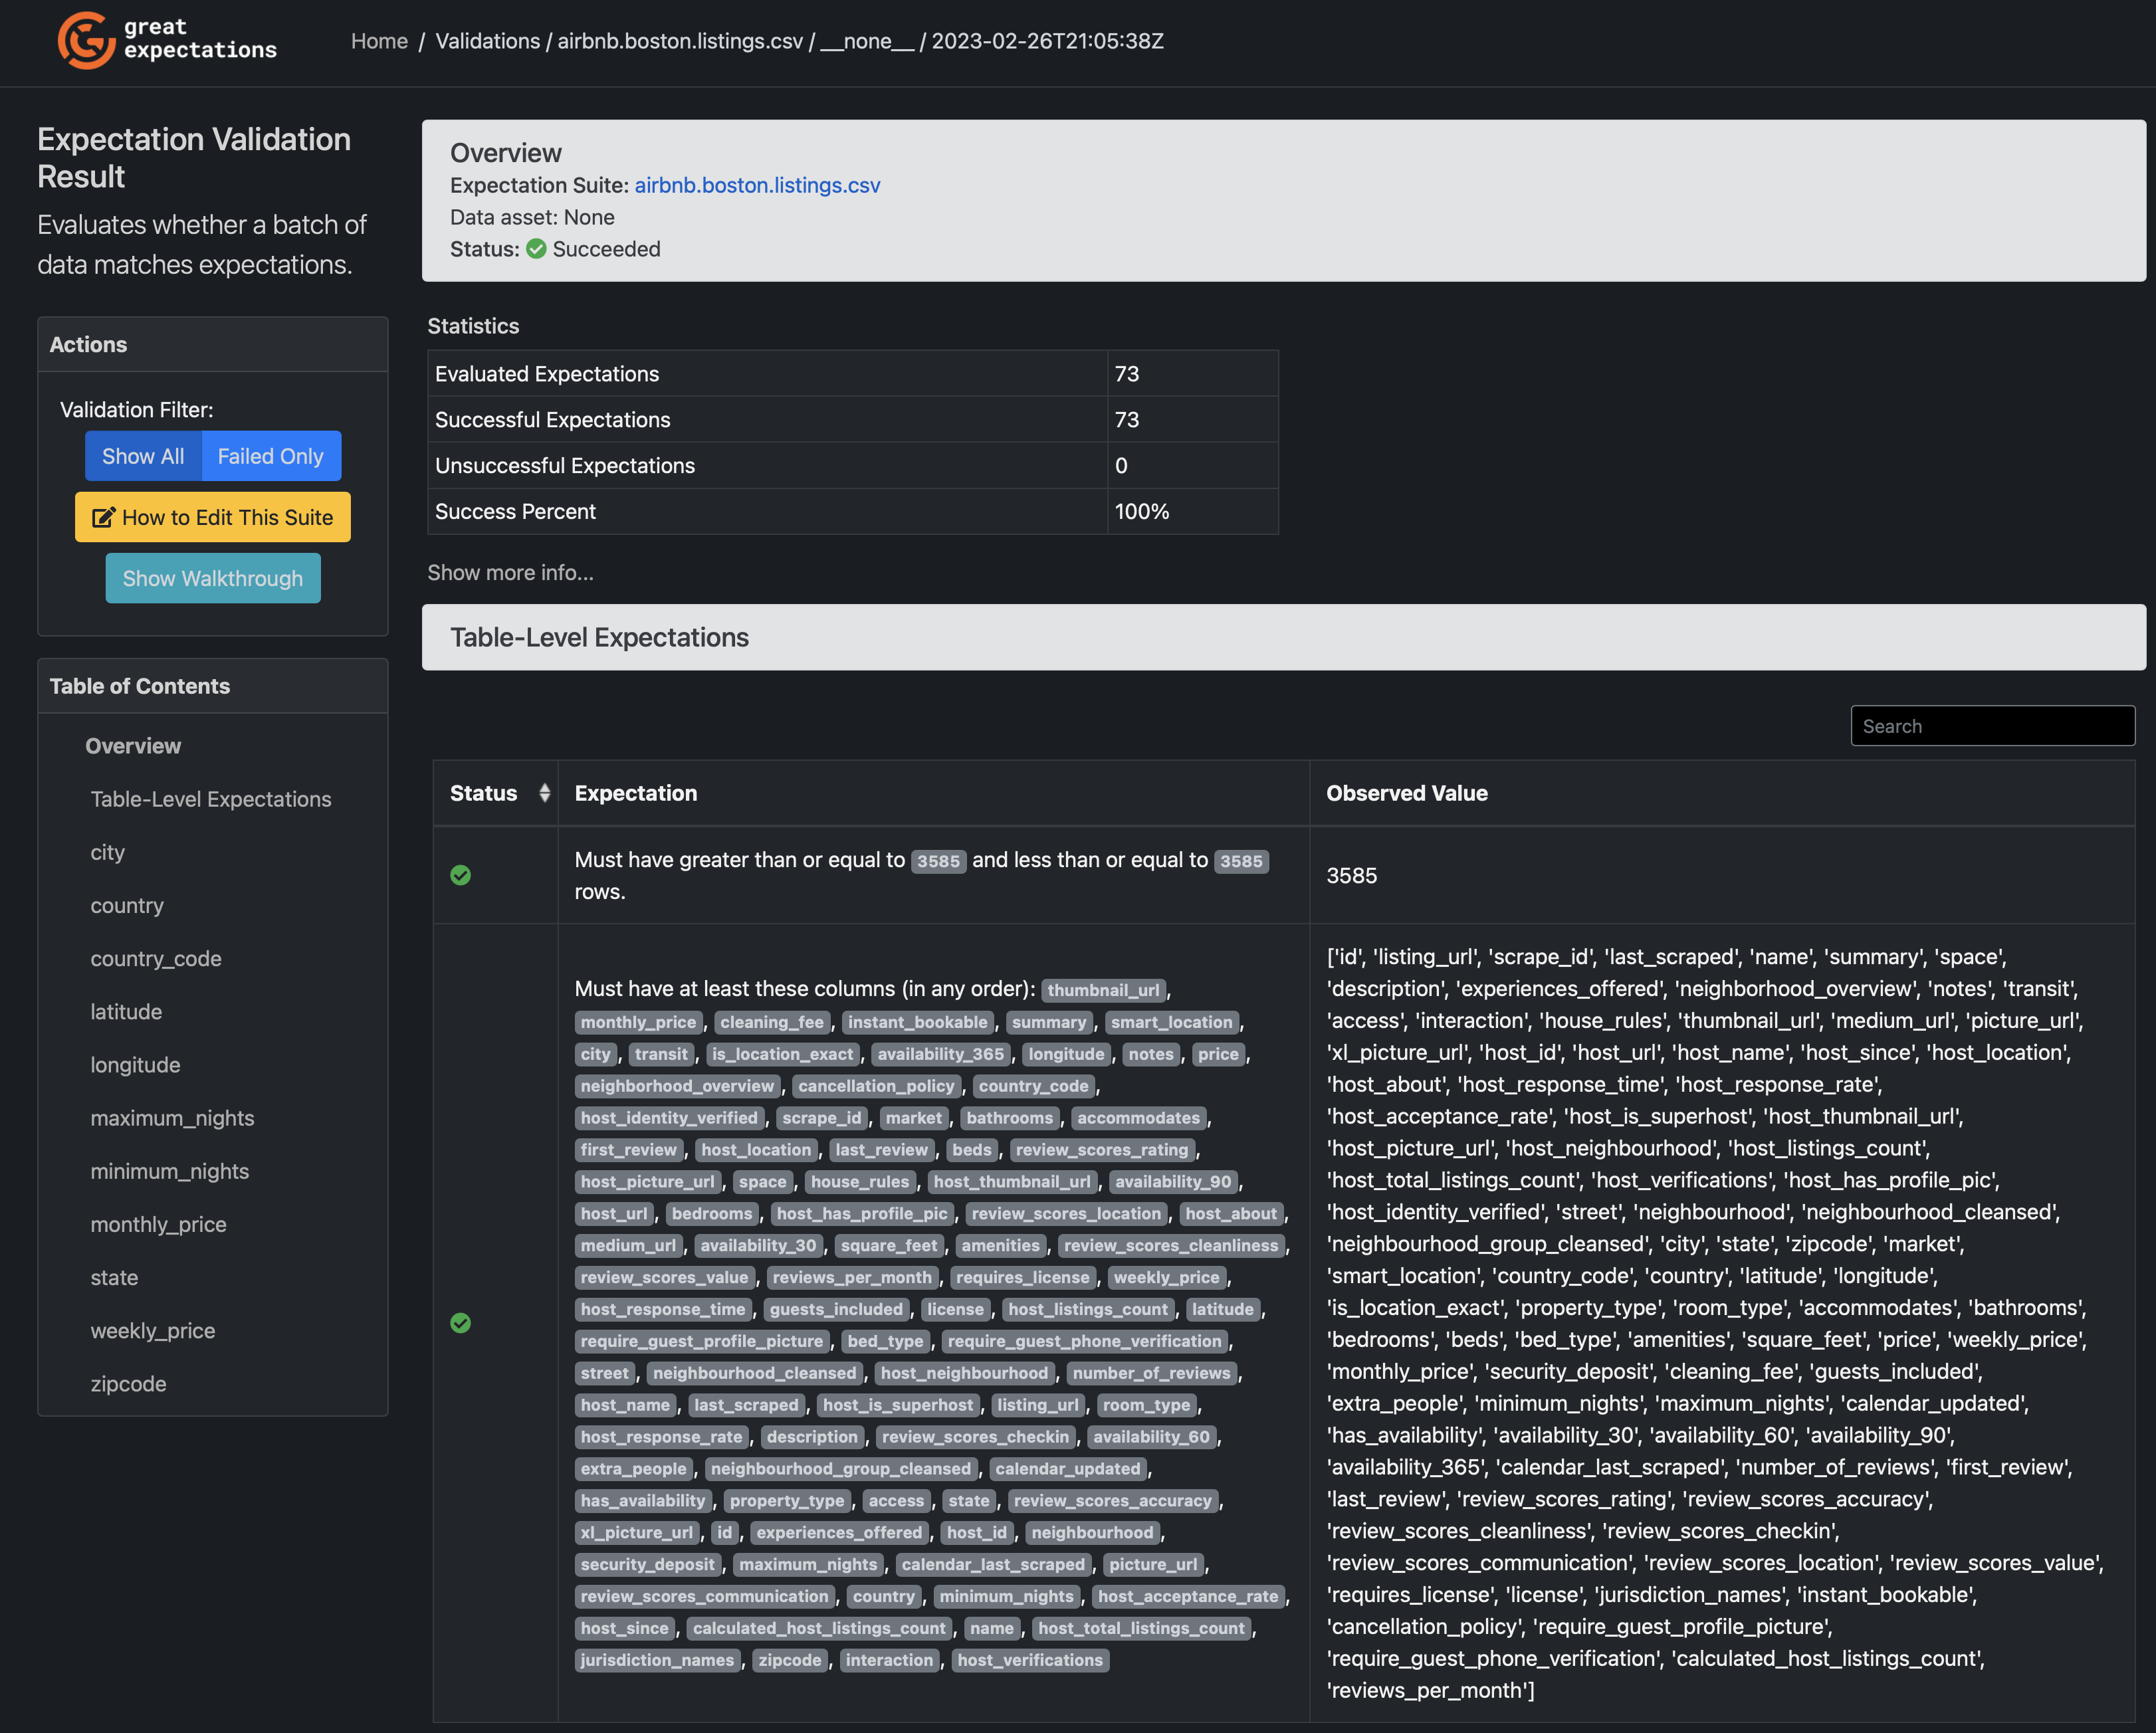 great
expectations
Home / Validations / airbnb.boston.listings.csv / __none__ / 2023-02-26T21:05:38Z
Expectation Validation
Result
Evaluates whether a batch of
data matches expectations.
Actions
Validation Filter:
Show All Failed Only
How to Edit This Suite
Show Walkthrough
Table of Contents
Overview
Table-Level Expectations
city
country
country_code
latitude
longitude
maximum_nights
minimum_nights
monthly_price
state
weekly_price
zipcode
Overview
Expectation Suite: airbnb.boston.listings.csv
Data asset: None
Status: Succeeded
Statistics
Evaluated Expectations 73
Successful Expectations 73
Unsuccessful Expectations 0
Success Percent 100%
Show more info...
Table-Level Expectations
Search
Status Expectation Observed Value
Must have greater than or equal to 3585 and less than or equal to 3585
rows.
3585
Must have at least these columns (in any order): thumbnail_url,
monthly_price, cleaning_fee, instant_bookable, summary, smart_location,
city, transit, is_location_exact, availability_365, longitude, notes, price,
neighborhood_overview, cancellation_policy, country_code,
host_identity_verified, scrape_id, market, bathrooms, accommodates,
first_review, host_location, last_review, beds, review_scores_rating,
host_picture_url, space, house_rules, host_thumbnail_url, availability_90,
host_url, bedrooms, host_has_profile_pic, review_scores_location, host_about,
medium_url, availability_30, square_feet, amenities, review_scores_cleanliness,
review_scores_value, reviews_per_month, requires_license, weekly_price,
host_response_time, guests_included, license, host_listings_count, latitude,
require_guest_profile_picture, bed_type, require_guest_phone_verification,
street, neighbourhood_cleansed, host_neighbourhood, number_of_reviews,
host_name, last_scraped, host_is_superhost, listing_url, room_type,
host_response_rate, description, review_scores_checkin, availability_60,
extra_people, neighbourhood_group_cleansed, calendar_updated,
has_availability, property_type, access, state, review_scores_accuracy,
xl_picture_url, id, experiences_offered, host_id, neighbourhood,
security_deposit, maximum_nights, calendar_last_scraped, picture_url,
review_scores_communication, country, minimum_nights, host_acceptance_rate,
host_since, calculated_host_listings_count, name, host_total_listings_count,
jurisdiction_names, zipcode, interaction, host_verifications
['id', 'listing_url', 'scrape_id', 'last_scraped', 'name', 'summary', 'space',
'description', 'experiences_offered', 'neighborhood_overview', 'notes', 'transit',
'access', 'interaction', 'house_rules', 'thumbnail_url', 'medium_url', 'picture_url',
'xl_picture_url', 'host_id', 'host_url', 'host_name', 'host_since', 'host_location',
'host_about', 'host_response_time', 'host_response_rate',
'host_acceptance_rate', 'host_is_superhost', 'host_thumbnail_url',
'host_picture_url', 'host_neighbourhood', 'host_listings_count',
'host_total_listings_count', 'host_verifications', 'host_has_profile_pic',
'host_identity_verified', 'street', 'neighbourhood', 'neighbourhood_cleansed',
'neighbourhood_group_cleansed', 'city', 'state', 'zipcode', 'market',
'smart_location', 'country_code', 'country', 'latitude', 'longitude',
'is_location_exact', 'property_type', 'room_type', 'accommodates', 'bathrooms',
'bedrooms', 'beds', 'bed_type', 'amenities', 'square_feet', 'price', 'weekly_price',
'monthly_price', 'security_deposit', 'cleaning_fee', 'guests_included',
'extra_people', 'minimum_nights', 'maximum_nights', 'calendar_updated',
'has_availability', 'availability_30', 'availability_60', 'availability_90',
'availability_365', 'calendar_last_scraped', 'number_of_reviews', 'first_review',
'last_review', 'review_scores_rating', 'review_scores_accuracy',
'review_scores_cleanliness', 'review_scores_checkin',
'review_scores_communication', 'review_scores_location', 'review_scores_value',
'requires_license', 'license', 'jurisdiction_names', 'instant_bookable',
'cancellation_policy', 'require_guest_profile_picture',
'require_guest_phone_verification', 'calculated_host_listings_count',
'reviews_per_month']